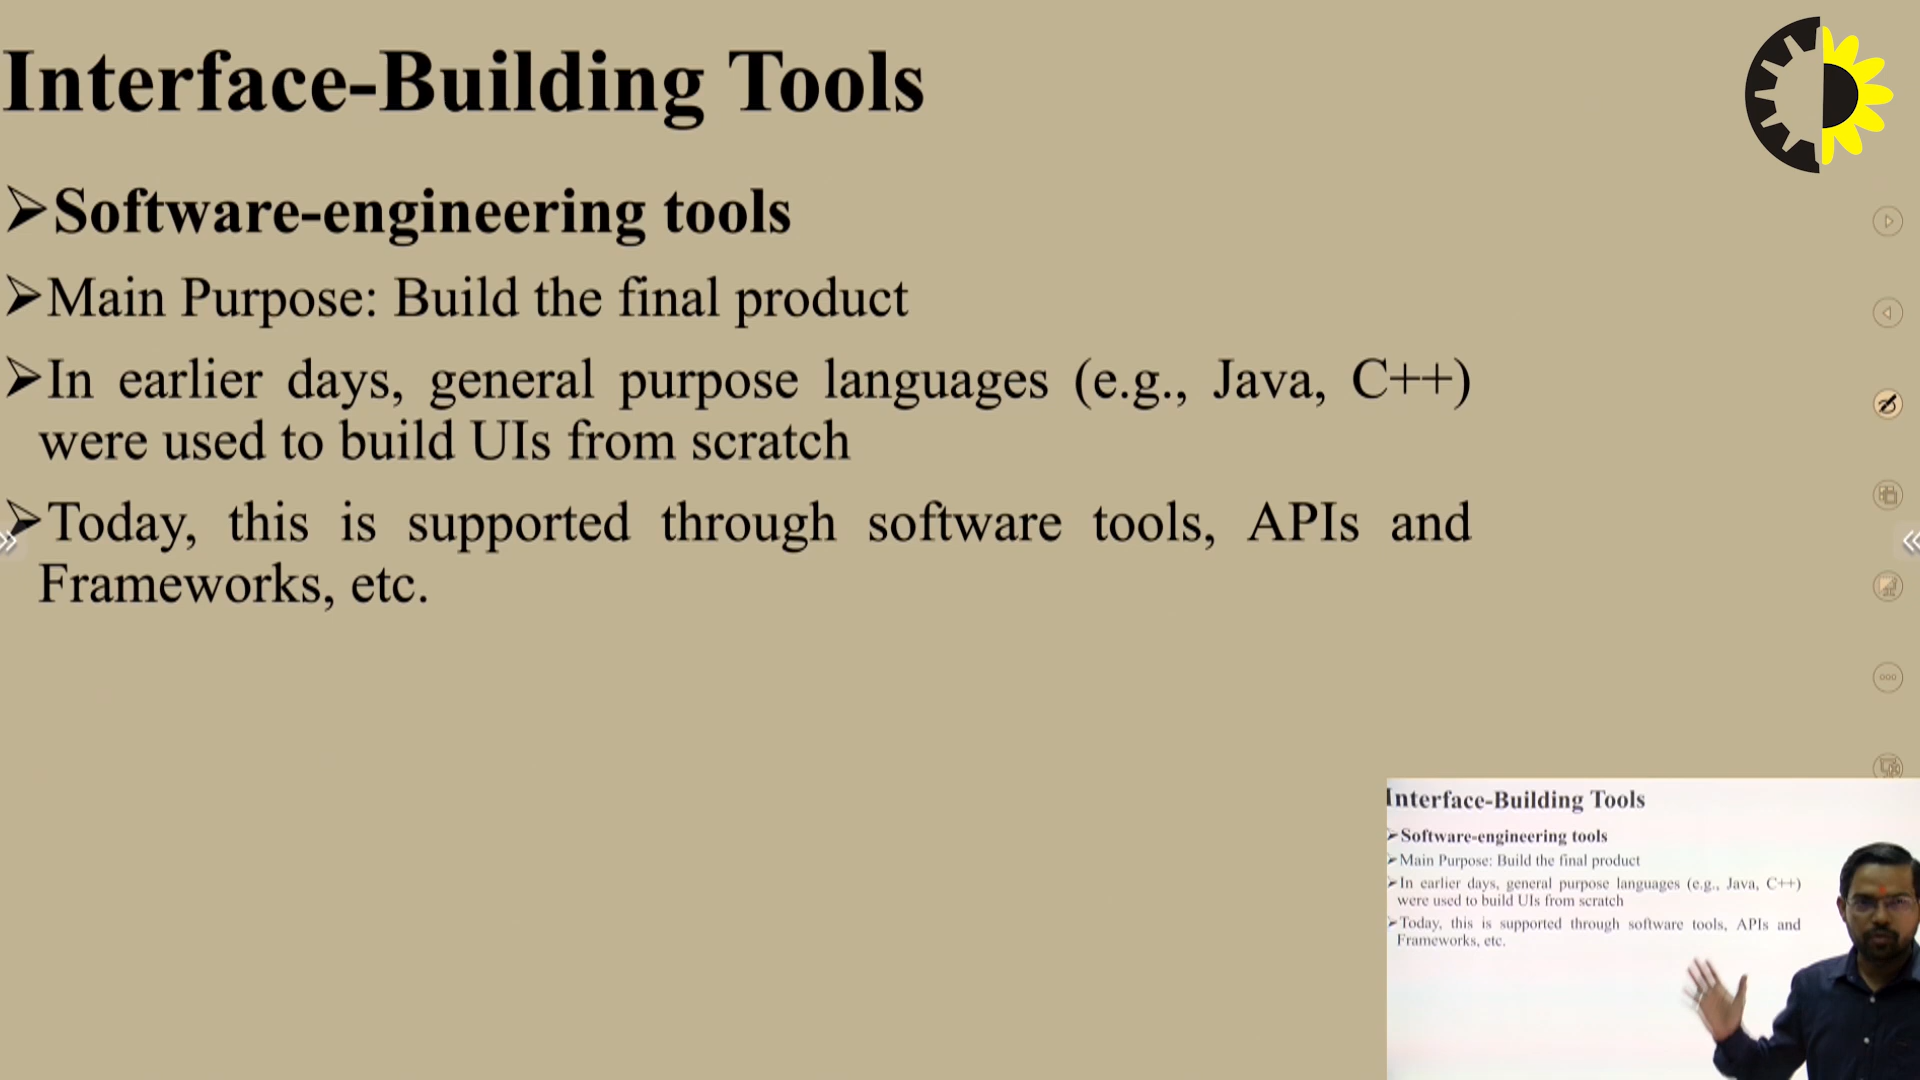 Interface-Building Tools
➢Software-engineering tools
➢Main Purpose: Build the final product
➢In earlier days, general purpose languages (e.g., Java, C++)
were used to build UIs from scratch
➢Today, this is supported through software tools, APIs and
Frameworks, etc.
Interface-Building Tools
➢Software-engineering tools
➢Main Purpose: Build the final product
➢In earlier days, general purpose languages (e.g., Java, C++)
were used to build UIs from scratch
➢Today, this is supported through software tools, APIs and
Frameworks, etc.